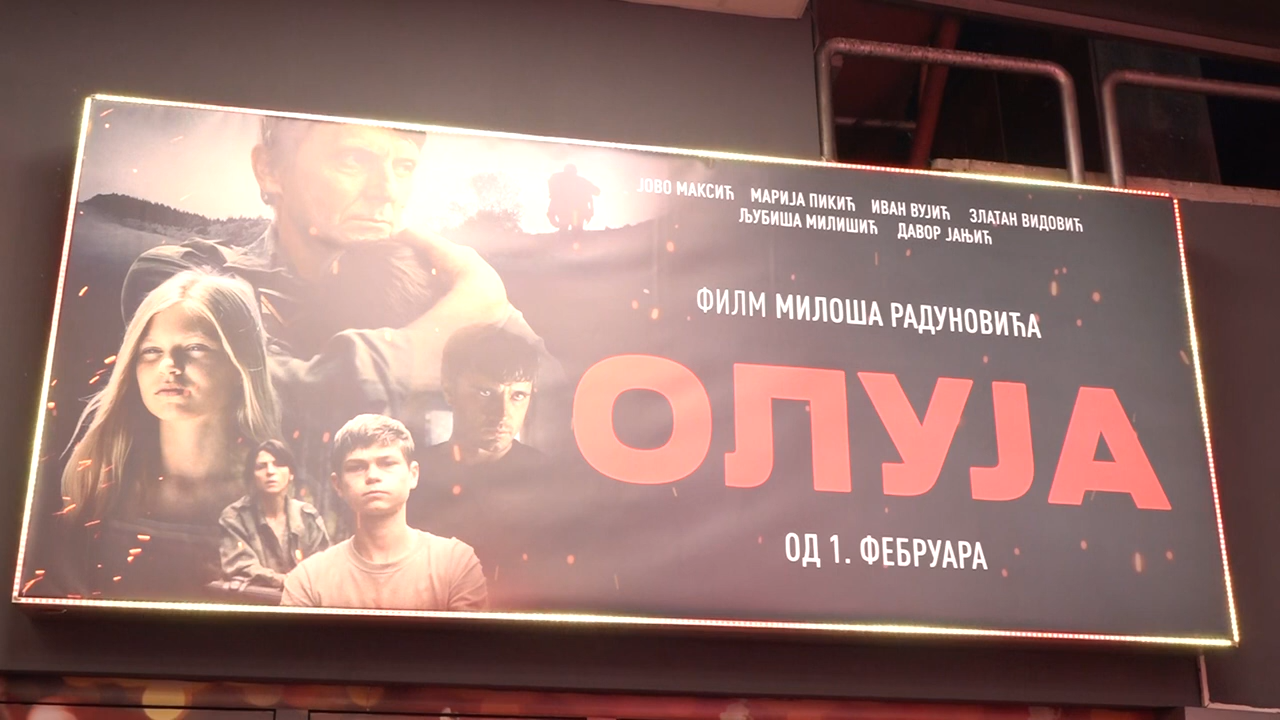 ЈОВО МАКСИЋ МАРИЈА ПИКИЋ ИВАН ВУЈИЋ ЗЛАТАН ВИДОВИЋ
ЉУБИША МИЛИШИЋ ДАВОР ЈАЊИЋ
ФИЛМ МИЛОША РАДУНОВИЋА
ОЛУЈА
ОД 1. ФЕБРУАРА